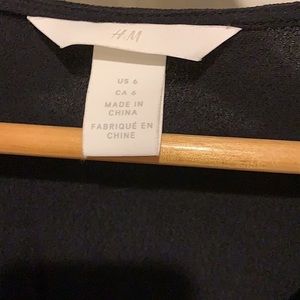 H&M
US 6
CA 6
MADE IN
CHINA
FABRIQUÉ EN
CHINE